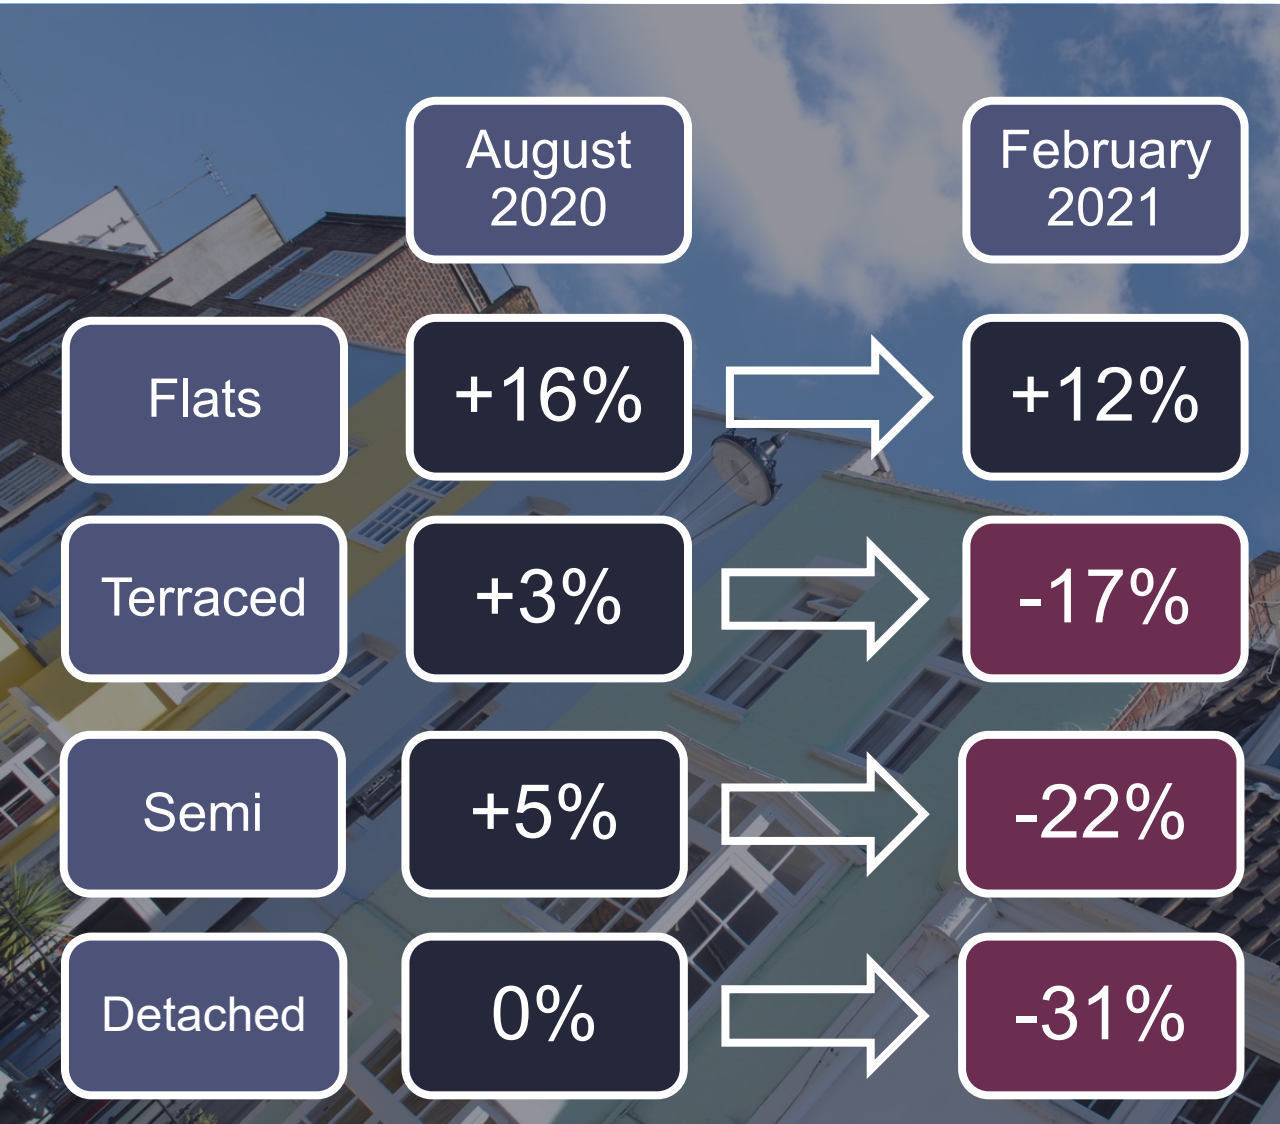 August
2020
February
2021
Flats
+16%
+12%
Terraced
+3%
-17%
Semi
+5%
-22%
Detached
0%
-31%